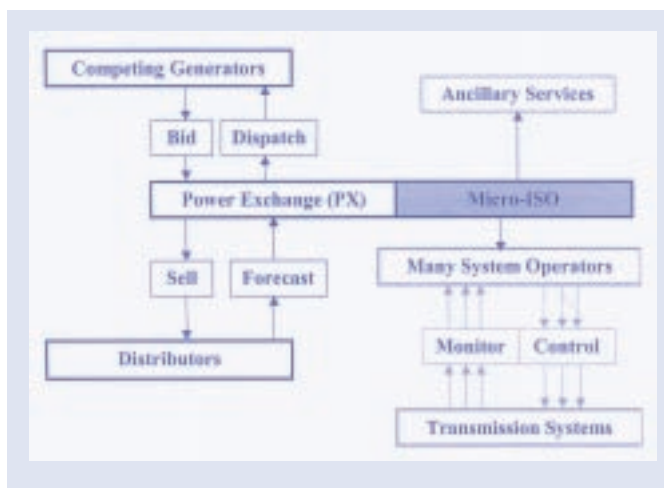 Competing Generators
Ancillary Services
Bid
Dispatch
Power Exchange (PX)
Micro-ISO
Sell
Forecast
Many System Operators
Monitor
Control
Distributors
Transmission Systems